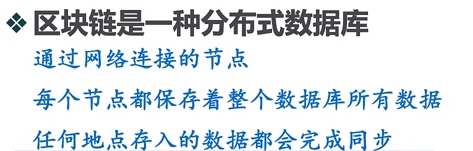 ❖ 区块链是一种分布式数据库
通过网络连接的节点
每个节点都保存着整个数据库所有数据
任何地点存入的数据都会完成同步